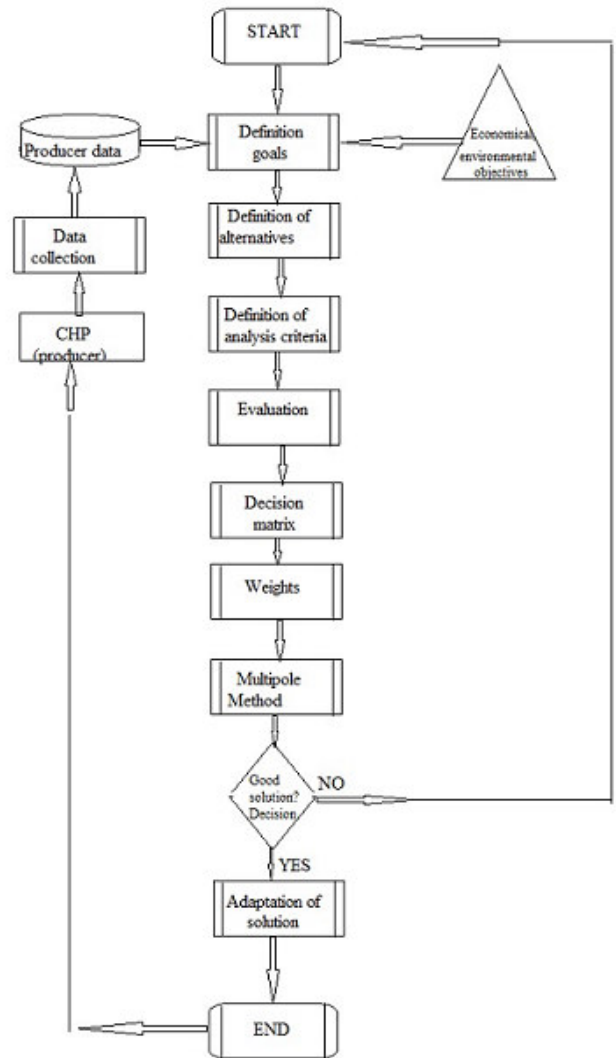 START
Producer data
Definition
goals
Economical
environmental
objectives
Data
collection
Definition of
alternatives
CHP
(producer)
Definition of
analysis criteria
Evaluation
Decision
matrix
Weights
Multipole
Method
Good
solution?
Decision
NO
YES
Adaptation of
solution
END